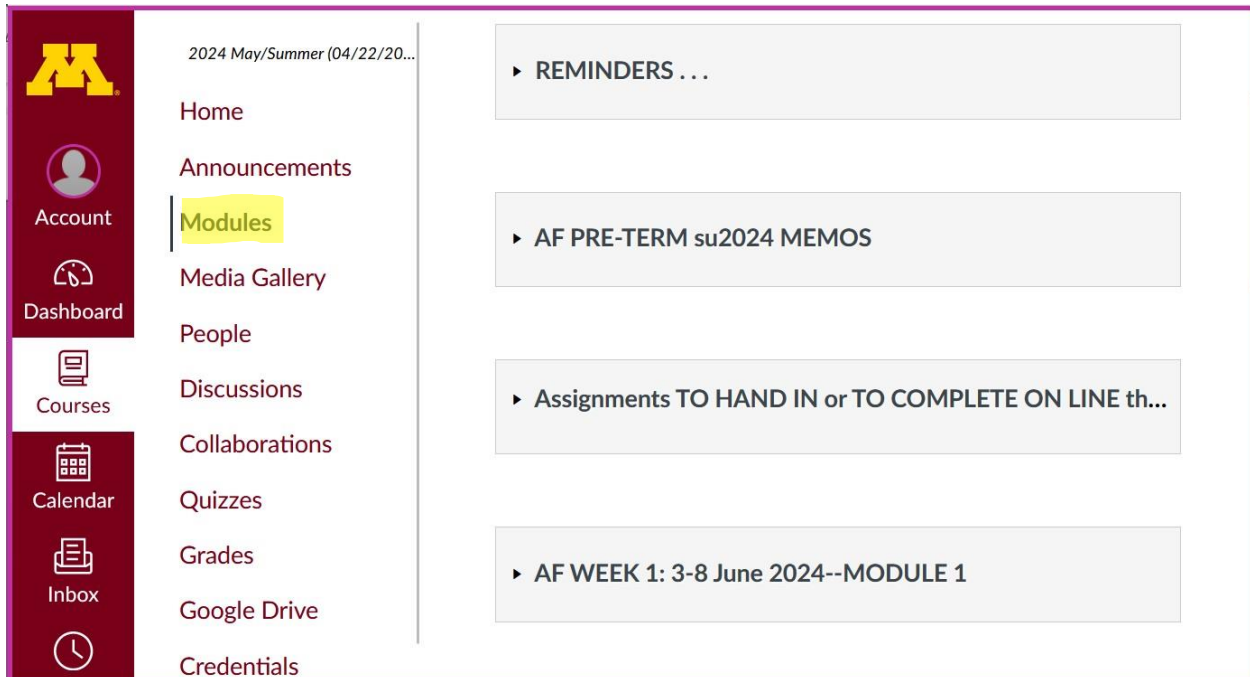 M
Account
Dashboard
Courses
Calendar
Inbox
2024 May/Summer (04/22/20...
Home
Announcements
Modules
Media Gallery
People
Discussions
Collaborations
Quizzes
Grades
Google Drive
Credentials
REMINDERS . . .
AF PRE-TERM su2024 MEMOS
Assignments TO HAND IN or TO COMPLETE ON LINE th...
AF WEEK 1: 3-8 June 2024--MODULE 1